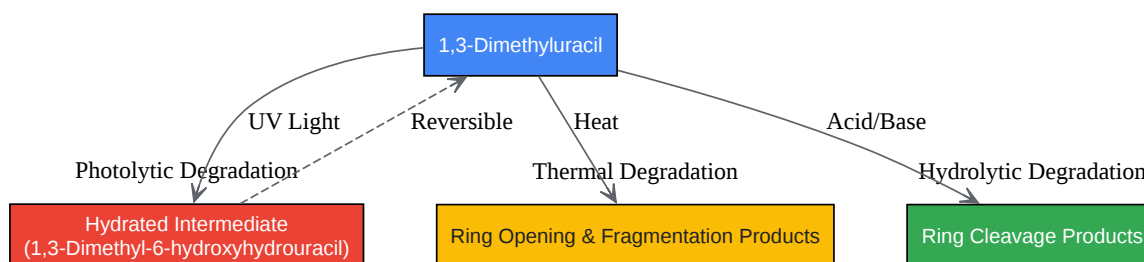 1,3-Dimethyluracil
UV Light
Reversible
Heat
Acid/Base
Photolytic Degradation
Thermal Degradation
Hydrolytic Degradation
Hydrated Intermediate
(1,3-Dimethyl-6-hydroxyhydrouracil)
Ring Opening & Fragmentation Products
Ring Cleavage Products